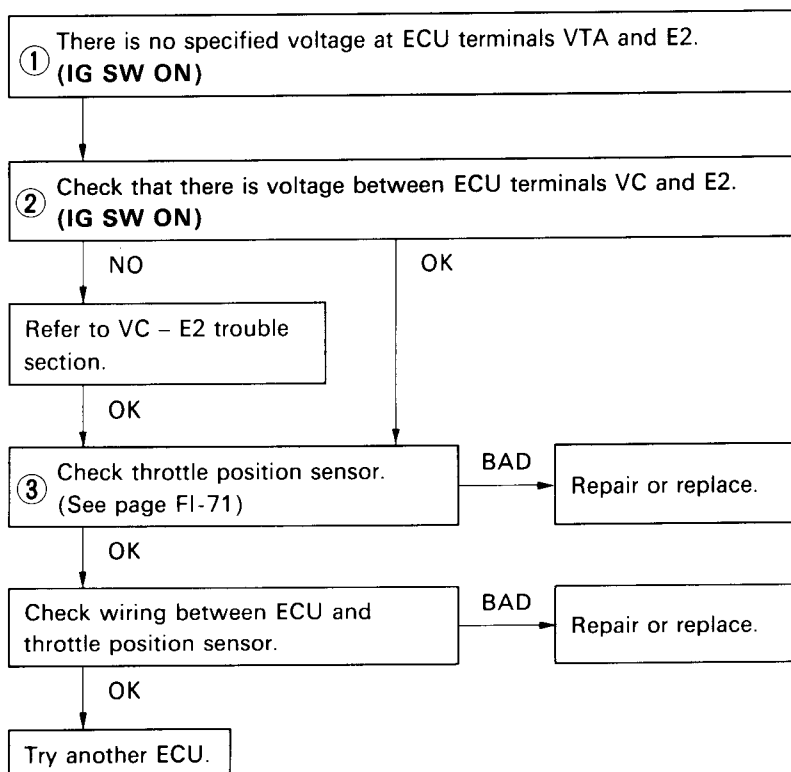 ① There is no specified voltage at ECU terminals VTA and E2.
(IG SW ON)
② Check that there is voltage between ECU terminals VC and E2.
(IG SW ON)
NO
OK
Refer to VC – E2 trouble
section.
OK
③ Check throttle position sensor.
(See page FI-71)
BAD
Repair or replace.
OK
Check wiring between ECU and
throttle position sensor.
BAD
Repair or replace.
OK
Try another ECU.